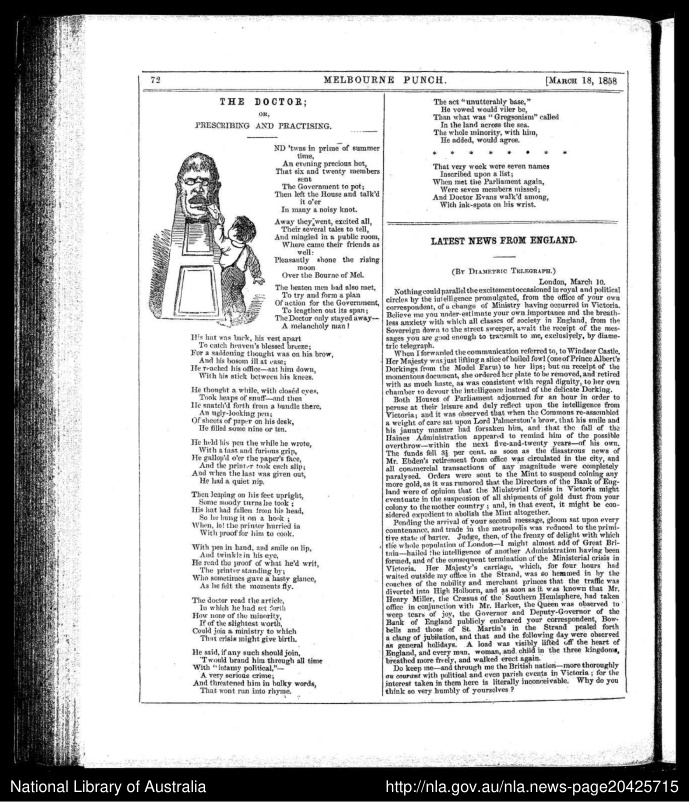 72
MELBOURNE PUNCH.
[MARCH 18, 1858
THE DOCTOR;
OR,
PRESCRIBING AND PRACTISING.
ND 'twas in prime of summer
time,
An evening precious hot,
That six and twenty members
sent
The Government to pot;
Then left the House and talk'd
it o'er
In many a noisy knot.
Away they went, excited all,
Their several tales to tell,
And mingled in a public room,
Where came their friends as
well:
Pleasantly shone the rising
moon
Over the Bourne of Mel.
The beaten men had also met,
To try and form a plan
Of action for the Government,
To lengthen out its span;
The Doctor only stayed away—
A melancholy man!
His hat was back, his vest apart
To catch heaven's blessed breeze;
For a saddening thought was on his brow,
And his bosom ill at ease;
He reached his office—sat him down,
With his stick between his knees.
He thought a while, with closed eyes,
Took heaps of snuff—and then
He snatch'd forth from a bundle there,
An ugly-looking pen;
Of sheets of paper on his desk,
He filled some nine or ten.
He held his pen the while he wrote,
With a fast and furious grip,
He gallop'd o'er the paper's face,
And the printer took each slip;
And when the last was given out,
He had a quiet nip.
Then leaping on his feet upright,
Some moody turns he took;
His hat had fallen from his head,
So he hung it on a hook;
When, lo! the printer hurried in
With proof for him to cook.
With pen in hand, and smile on lip,
And twinkle in his eye,
He read the proof of what he'd writ,
The printer standing by;
Who sometimes gave a hasty glance,
As he felt the moments fly.
The doctor read the article,
In which he had set forth
How none of the minority,
If of the slightest worth,
Could join a ministry to which
That crisis might give birth.
He said, if any such should join,
'Twould brand him through all time
With "infamy political,"—
A very serious crime;
And threatened him in bulky words,
That wont run into rhyme.
The act "unutterably base,"
He vowed would viler be,
Than what was "Gregsonism" called
In the land across the sea.
The whole minority, with him,
He added, would agree.
* * * * * * * *
That very week were seven names
Inscribed upon a list;
When met the Parliament again,
Were seven members missed;
And Doctor Evans walk'd among,
With ink-spots on his wrist.
LATEST NEWS FROM ENGLAND.
(BY DIAMETRIC TELEGRAPH.)
London, March 10.
Nothing could parallel the excitement occasioned in royal and political
circles by the intelligence promulgated, from the office of your own
correspondent, of a change of Ministry having occurred in Victoria.
Believe me you under-estimate your own importance and the breath-
less anxiety with which all classes of society in England, from the
Sovereign down to the street sweeper, await the receipt of the mes-
sages you are good enough to transmit to me, exclusively, by diame-
tric telegraph.
When I forwarded the communication referred to, to Windsor Castle,
Her Majesty was just lifting a slice of boiled fowl (one of Prince Albert's
Dorkings from the Model Farm) to her lips; but on receipt of the
momentous document, she ordered her plate to be removed, and retired
with as much haste, as was consistent with regal dignity, to her own
chamber to devour the intelligence instead of the delicate Dorking.
Both Houses of Parliament adjourned for an hour in order to
peruse at their leisure and duly reflect upon the intelligence from
Victoria; and it was observed that when the Commons re-assembled
a weight of care sat upon Lord Palmerston's brow, that his smile and
his jaunty manner had forsaken him, and that the fall of the
Haines Administration appeared to remind him of the possible
overthrow—within the next five-and-twenty years—of his own.
The funds fell 3½ per cent. as soon as the disastrous news of
Mr. Ebden's retirement from office was circulated in the city, and
all commercial transactions of any magnitude were completely
paralysed. Orders were sent to the Mint to suspend coining any
more gold, as it was rumored that the Directors of the Bank of Eng-
land were of opinion that the Ministerial Crisis in Victoria might
eventuate in the suspension of all shipments of gold dust from your
colony to the mother country; and, in that event, it might be con-
sidered expedient to abolish the Mint altogether.
Pending the arrival of your second message, gloom sat upon every
countenance, and trade in the metropolis was reduced to the primi-
tive state of barter. Judge, then, of the frenzy of delight with which
the whole population of London—I might almost add of Great Bri-
tain—hailed the intelligence of another Administration having been
formed, and of the consequent termination of the Ministerial crisis in
Victoria. Her Majesty's carriage, which, for four hours had
waited outside my office in the Strand, was so hemmed in by the
coaches of the nobility and merchant princes that the traffic was
diverted into High Holborn, and as soon as it was known that Mr.
Henry Miller, the Crœsus of the Southern Hemisphere, had taken
office in conjunction with Mr. Harker, the Queen was observed to
weep tears of joy, the Governor and Deputy-Governor of the
Bank of England publicly embraced your correspondent, Bow-
bells and those of St. Martin's in the Strand pealed forth
a clang of jubilation, and that and the following day were observed
as general holidays. A load was visibly lifted off the heart of
England, and every man, woman, and child in the three kingdoms,
breathed more freely, and walked erect again.
Do keep me—and through me the British nation—more thoroughly
au courant with political and even parish events in Victoria; for the
interest taken in them here is literally inconceivable. Why do you
think so very humbly of yourselves?
National Library of Australia
http://nla.gov.au/nla.news-page20425715